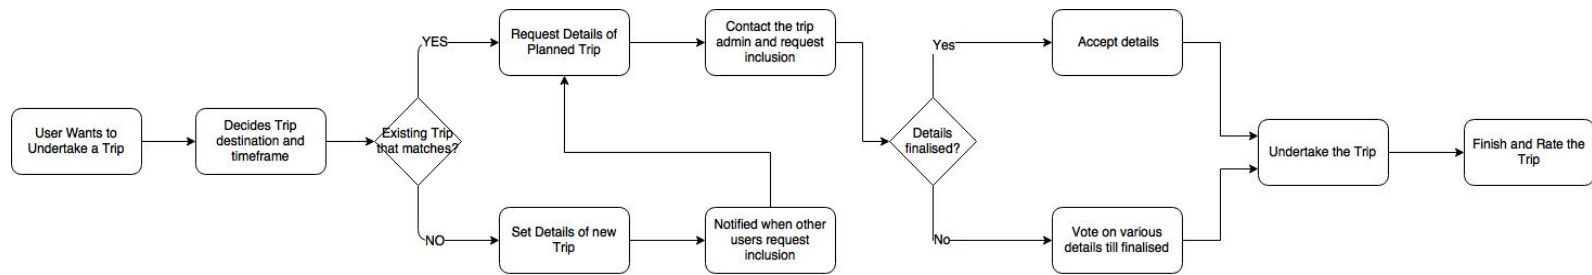 User Wants to
Undertake a Trip
Decides Trip
destination and
timeframe
Existing Trip
that matches?
YES
Request Details of
Planned Trip
Contact the trip
admin and request
inclusion
NO
Set Details of new
Trip
Notified when other
users request
inclusion
Details
finalised?
Yes
Accept details
No
Vote on various
details till finalised
Undertake the Trip
Finish and Rate the
Trip